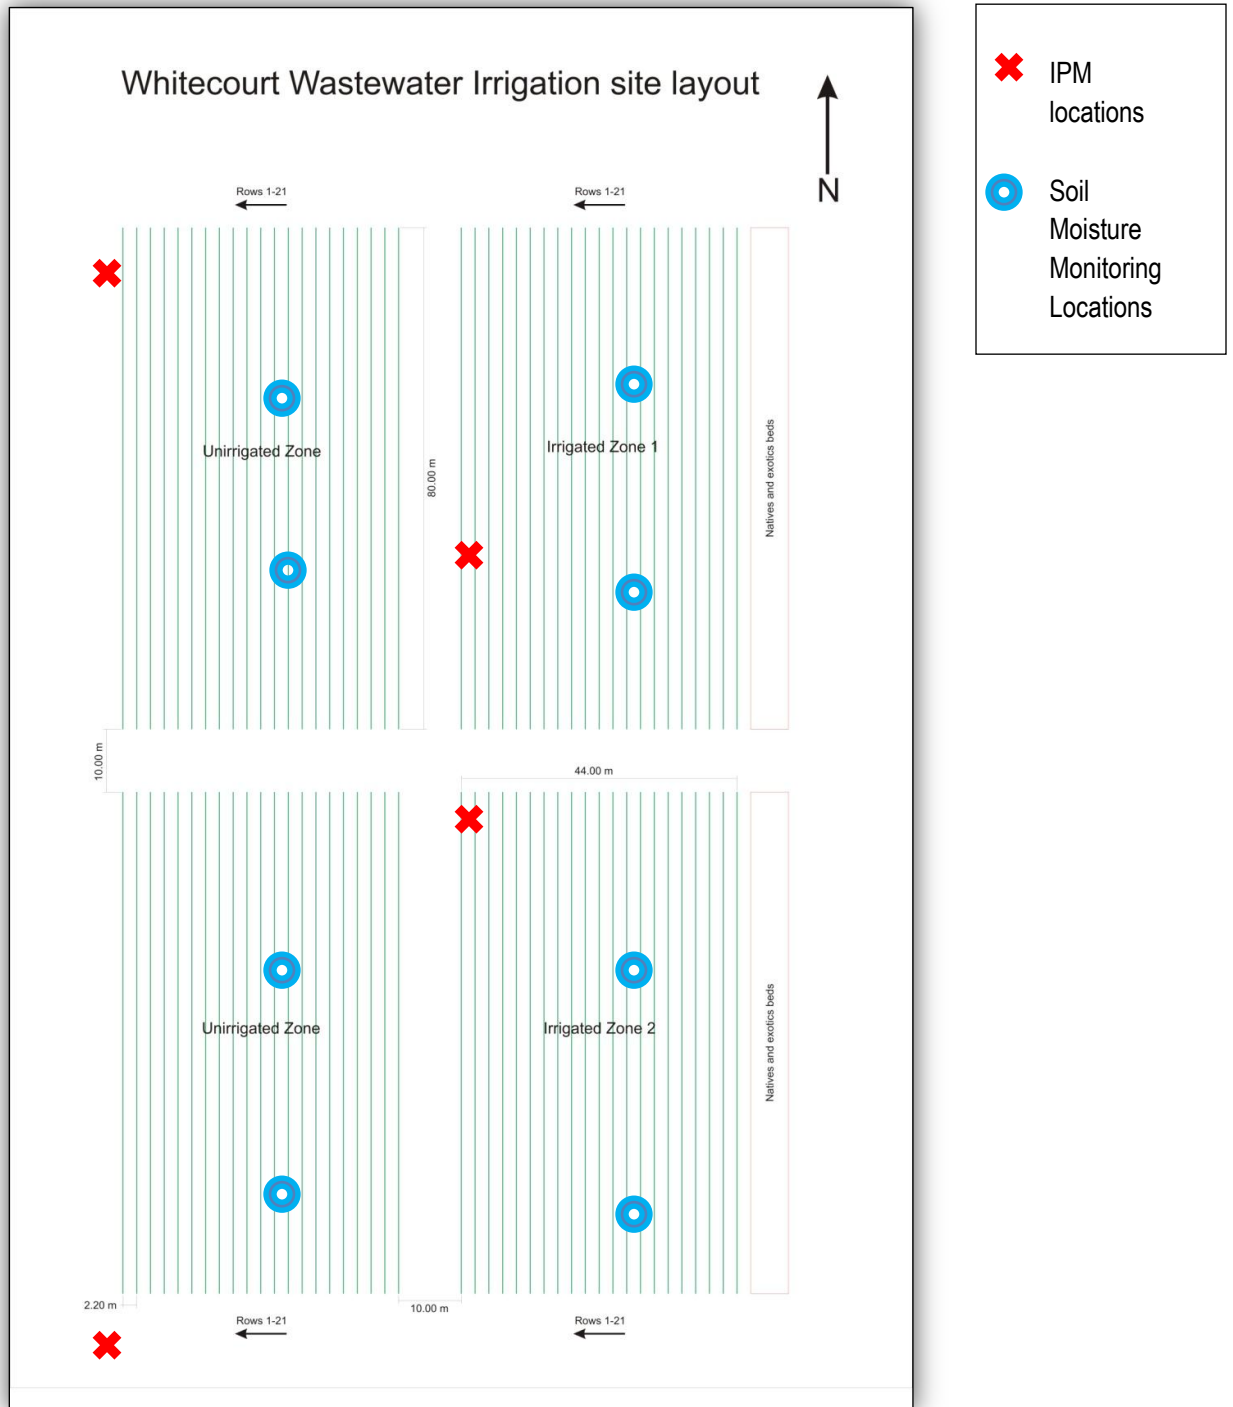 Whitecourt Wastewater Irrigation site layout
N
IPM
locations
Soil
Moisture
Monitoring
Locations
Rows 1-21
Rows 1-21
Unirrigated Zone
Irrigated Zone 1
80.00 m
Natives and exotics beds
10.00 m
44.00 m
Unirrigated Zone
Irrigated Zone 2
Natives and exotics beds
2.20 m
10.00 m
Rows 1-21
Rows 1-21